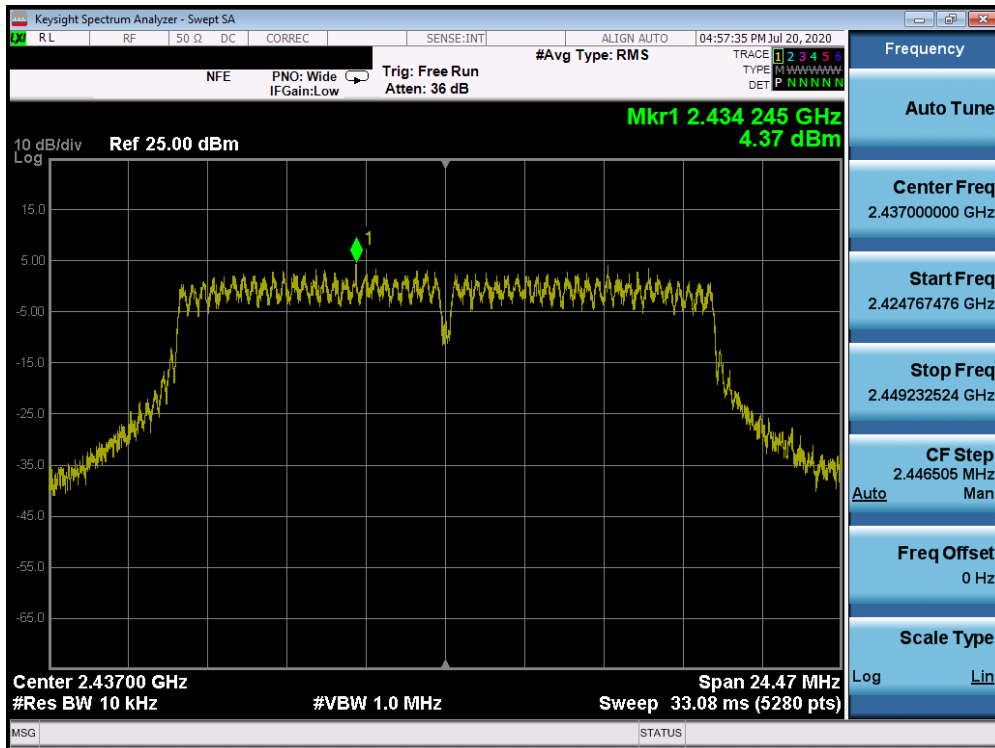 Keysight Spectrum Analyzer - Swept SA
LXI RL RF 50 Ω DC CORREC SENSE:INT ALIGN AUTO 04:57:35 PM Jul 20, 2020
#Avg Type: RMS TRACE 1 2 3 4 5 6
NFE PNO: Wide Trig: Free Run TYPE M WWWWW
IFGain:Low Atten: 36 dB DET P N N N N N
Mkr1 2.434 245 GHz
4.37 dBm
10 dB/div Ref 25.00 dBm
Log
15.0
1
5.00
-5.00
-15.0
-25.0
-35.0
-45.0
-55.0
-65.0
Center 2.43700 GHz Span 24.47 MHz
#Res BW 10 kHz #VBW 1.0 MHz Sweep 33.08 ms (5280 pts)
MSG STATUS
Frequency
Auto Tune
Center Freq
2.437000000 GHz
Start Freq
2.424767476 GHz
Stop Freq
2.449232524 GHz
CF Step
2.446505 MHz
Auto Man
Freq Offset
0 Hz
Scale Type
Log Lin